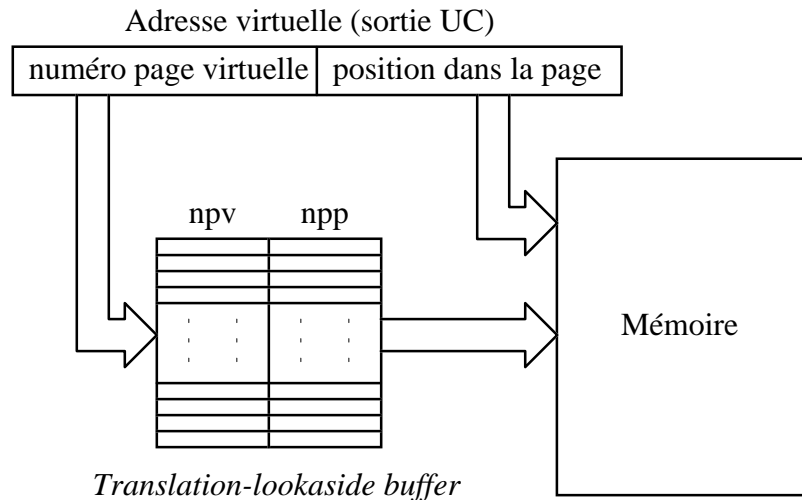 Adresse virtuelle (sortie UC)
numéro page virtuelle
position dans la page
npv
npp
Mémoire
Translation-lookaside buffer